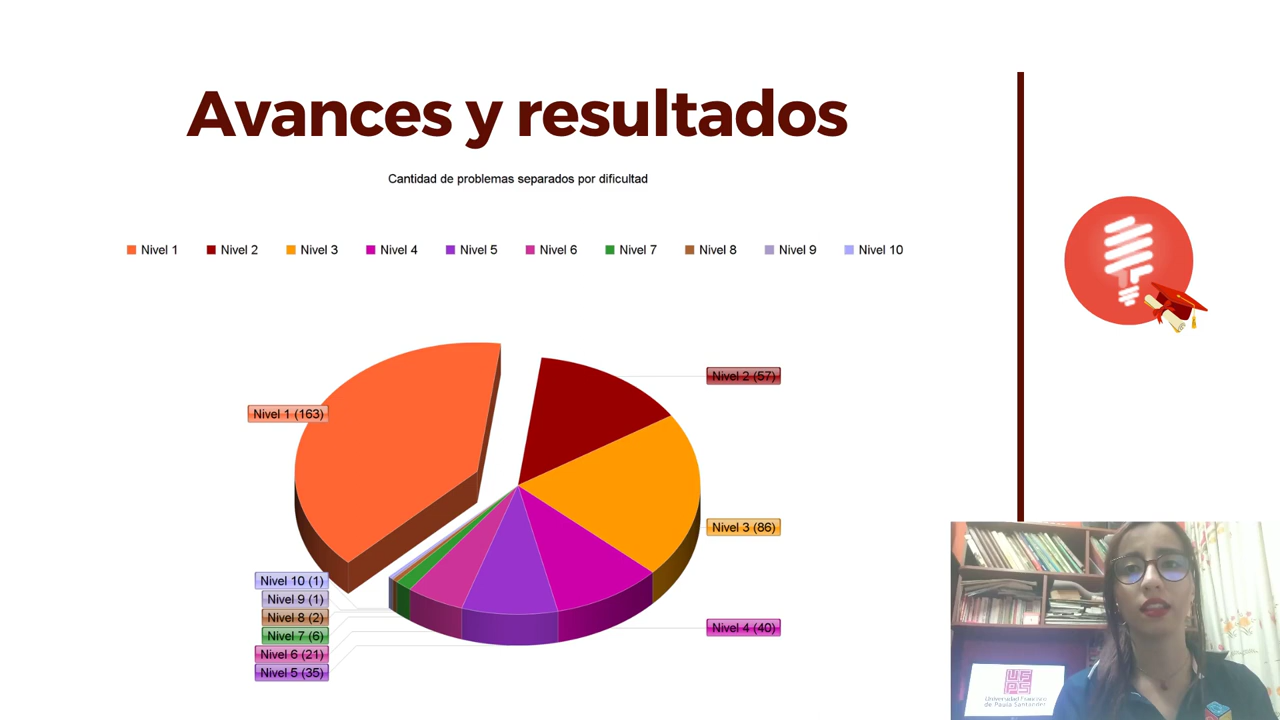 Avances y resultados
Cantidad de problemas separados por dificultad
Nivel 1 Nivel 2 Nivel 3 Nivel 4 Nivel 5 Nivel 6 Nivel 7 Nivel 8 Nivel 9 Nivel 10
Nivel 2 (57)
Nivel 1 (163)
Nivel 3 (86)
Nivel 10 (1)
Nivel 9 (1)
Nivel 8 (2)
Nivel 7 (6)
Nivel 4 (40)
Nivel 6 (21)
Nivel 5 (35)
UFPS
Universidad Francisco
de Paula Santander